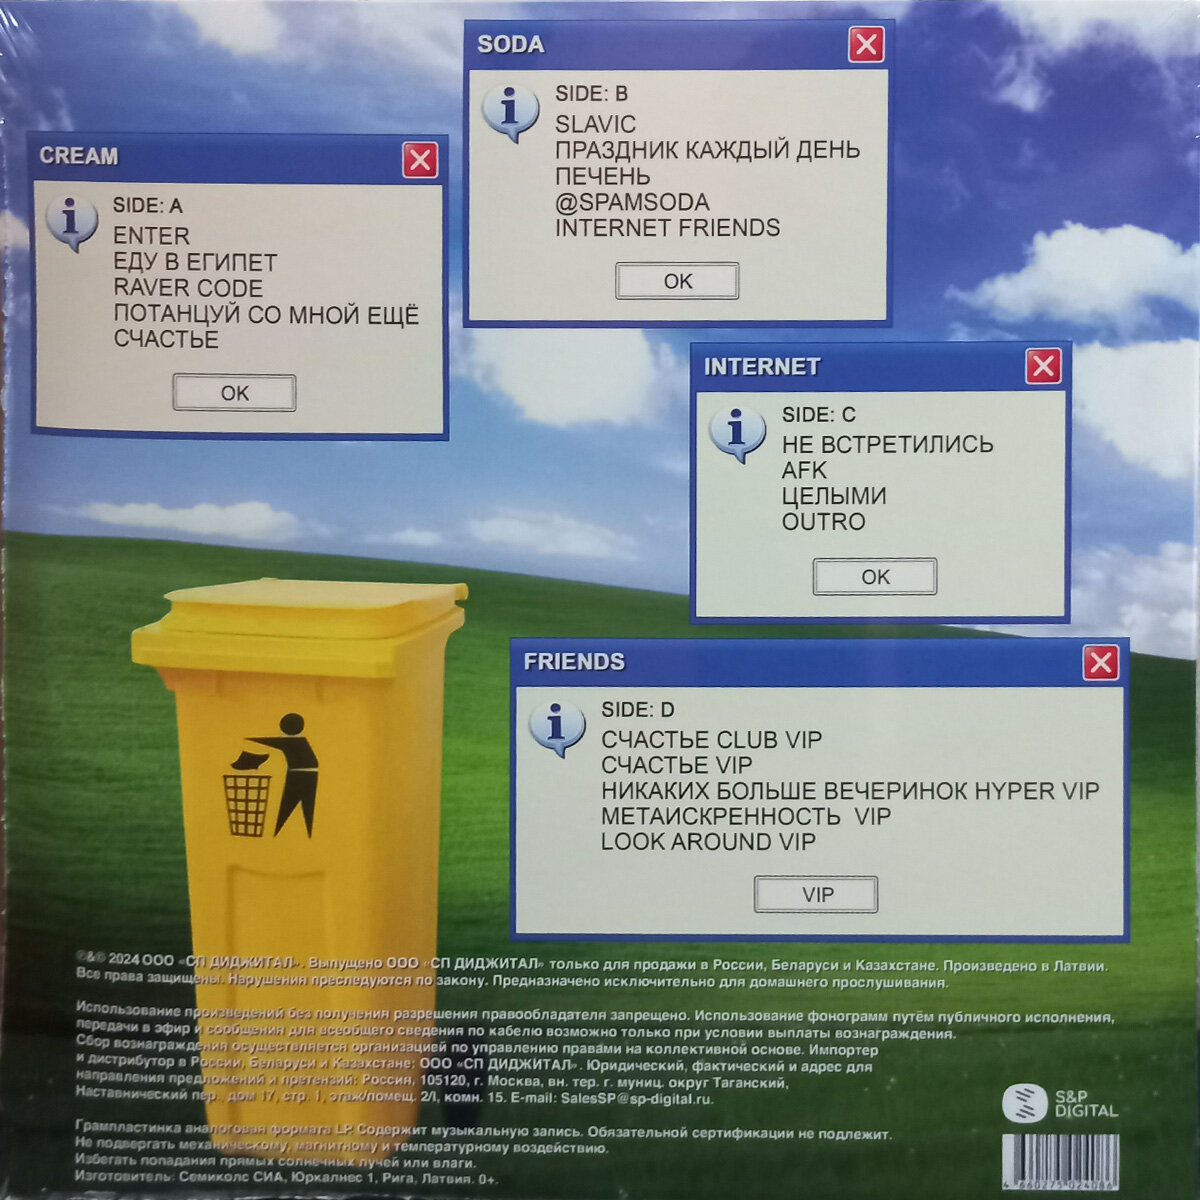 SODA
SIDE: B
SLAVIC
ПРАЗДНИК КАЖДЫЙ ДЕНЬ
ПЕЧЕНЬ
@SPAMSODA
INTERNET FRIENDS
OK
CREAM
SIDE: A
ENTER
ЕДУ В ЕГИПЕТ
RAVER CODE
ПОТАНЦУЙ СО МНОЙ ЕЩЁ
СЧАСТЬЕ
OK
INTERNET
SIDE: C
НЕ ВСТРЕТИЛИСЬ
AFK
ЦЕЛЫМИ
OUTRO
OK
FRIENDS
SIDE: D
СЧАСТЬЕ CLUB VIP
СЧАСТЬЕ VIP
НИКАКИХ БОЛЬШЕ ВЕЧЕРИНОК HYPER VIP
МЕТАИСКРЕННОСТЬ VIP
LOOK AROUND VIP
VIP
℗&© 2024 ООО «СП ДИДЖИТАЛ». Выпущено ООО «СП ДИДЖИТАЛ» только для продажи в России, Беларуси и Казахстане. Произведено в Латвии.
Все права защищены. Нарушения преследуются по закону. Предназначено исключительно для домашнего прослушивания.
Использование произведений без получения разрешения правообладателя запрещено. Использование фонограмм путём публичного исполнения,
передачи в эфир и сообщения для всеобщего сведения по кабелю возможно только при условии выплаты вознаграждения.
Сбор вознаграждения осуществляется организацией по управлению правами на коллективной основе. Импортер
и дистрибутор в России, Беларуси и Казахстане: ООО «СП ДИДЖИТАЛ». Юридический, фактический и адрес для
направления предложений и претензий: Россия, 105120, г. Москва, вн. тер. г. муниц. округ Таганский,
Наставнический пер., дом 17, стр. 1, этаж/помещ. 2/I, комн. 15. E-mail: SalesSP@sp-digital.ru.
Грампластинка аналоговая формата LP. Содержит музыкальную запись. Обязательной сертификации не подлежит.
Не подвергать механическому, магнитному и температурному воздействию.
Избегать попадания прямых солнечных лучей или влаги.
Изготовитель: Семиколс СИА, Юркалнес 1, Рига, Латвия. 0+.
S&P
DIGITAL